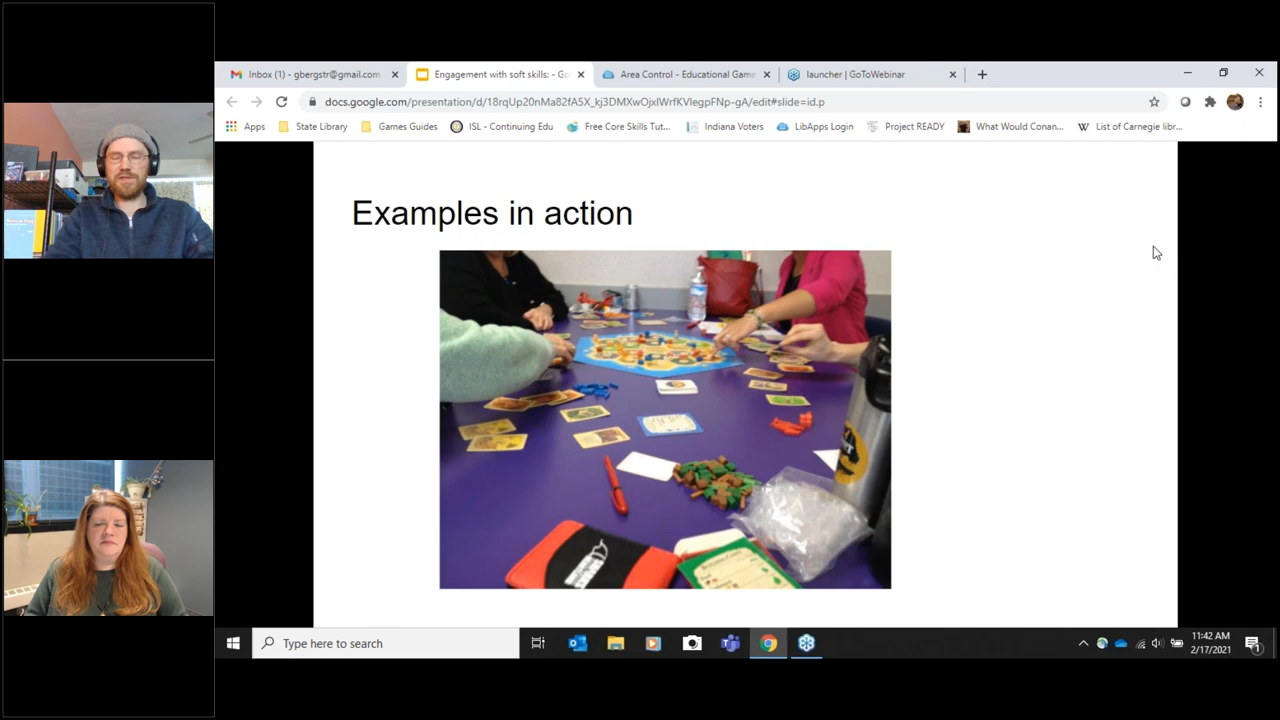 Inbox (1) - gbergstr@gmail.com
Engagement with soft skills: - Go
Area Control - Educational Game
launcher | GoToWebinar
docs.google.com/presentation/d/18rqUp20nMa82fA5X_kj3DMXwOjxlWrfKVIegpFNp-gA/edit#slide=id.p
Apps
State Library
Games Guides
ISL - Continuing Edu
Free Core Skills Tut...
Indiana Voters
LibApps Login
Project READY
What Would Conan...
W
List of Carnegie libr...
Examples in action
Type here to search
11:42 AM
2/17/2021
1